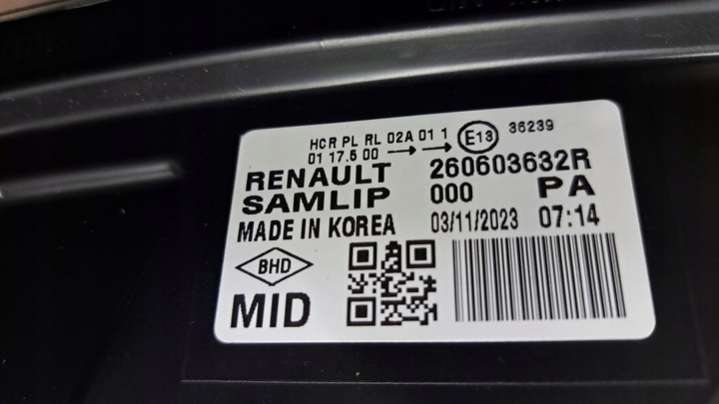 HCR PL RL 02A 01 1 E13 36239
01 17.5 00 → →
RENAULT 260603632R
SAMLIP 000 PA
MADE IN KOREA 03/11/2023 07:14
BHD
MID